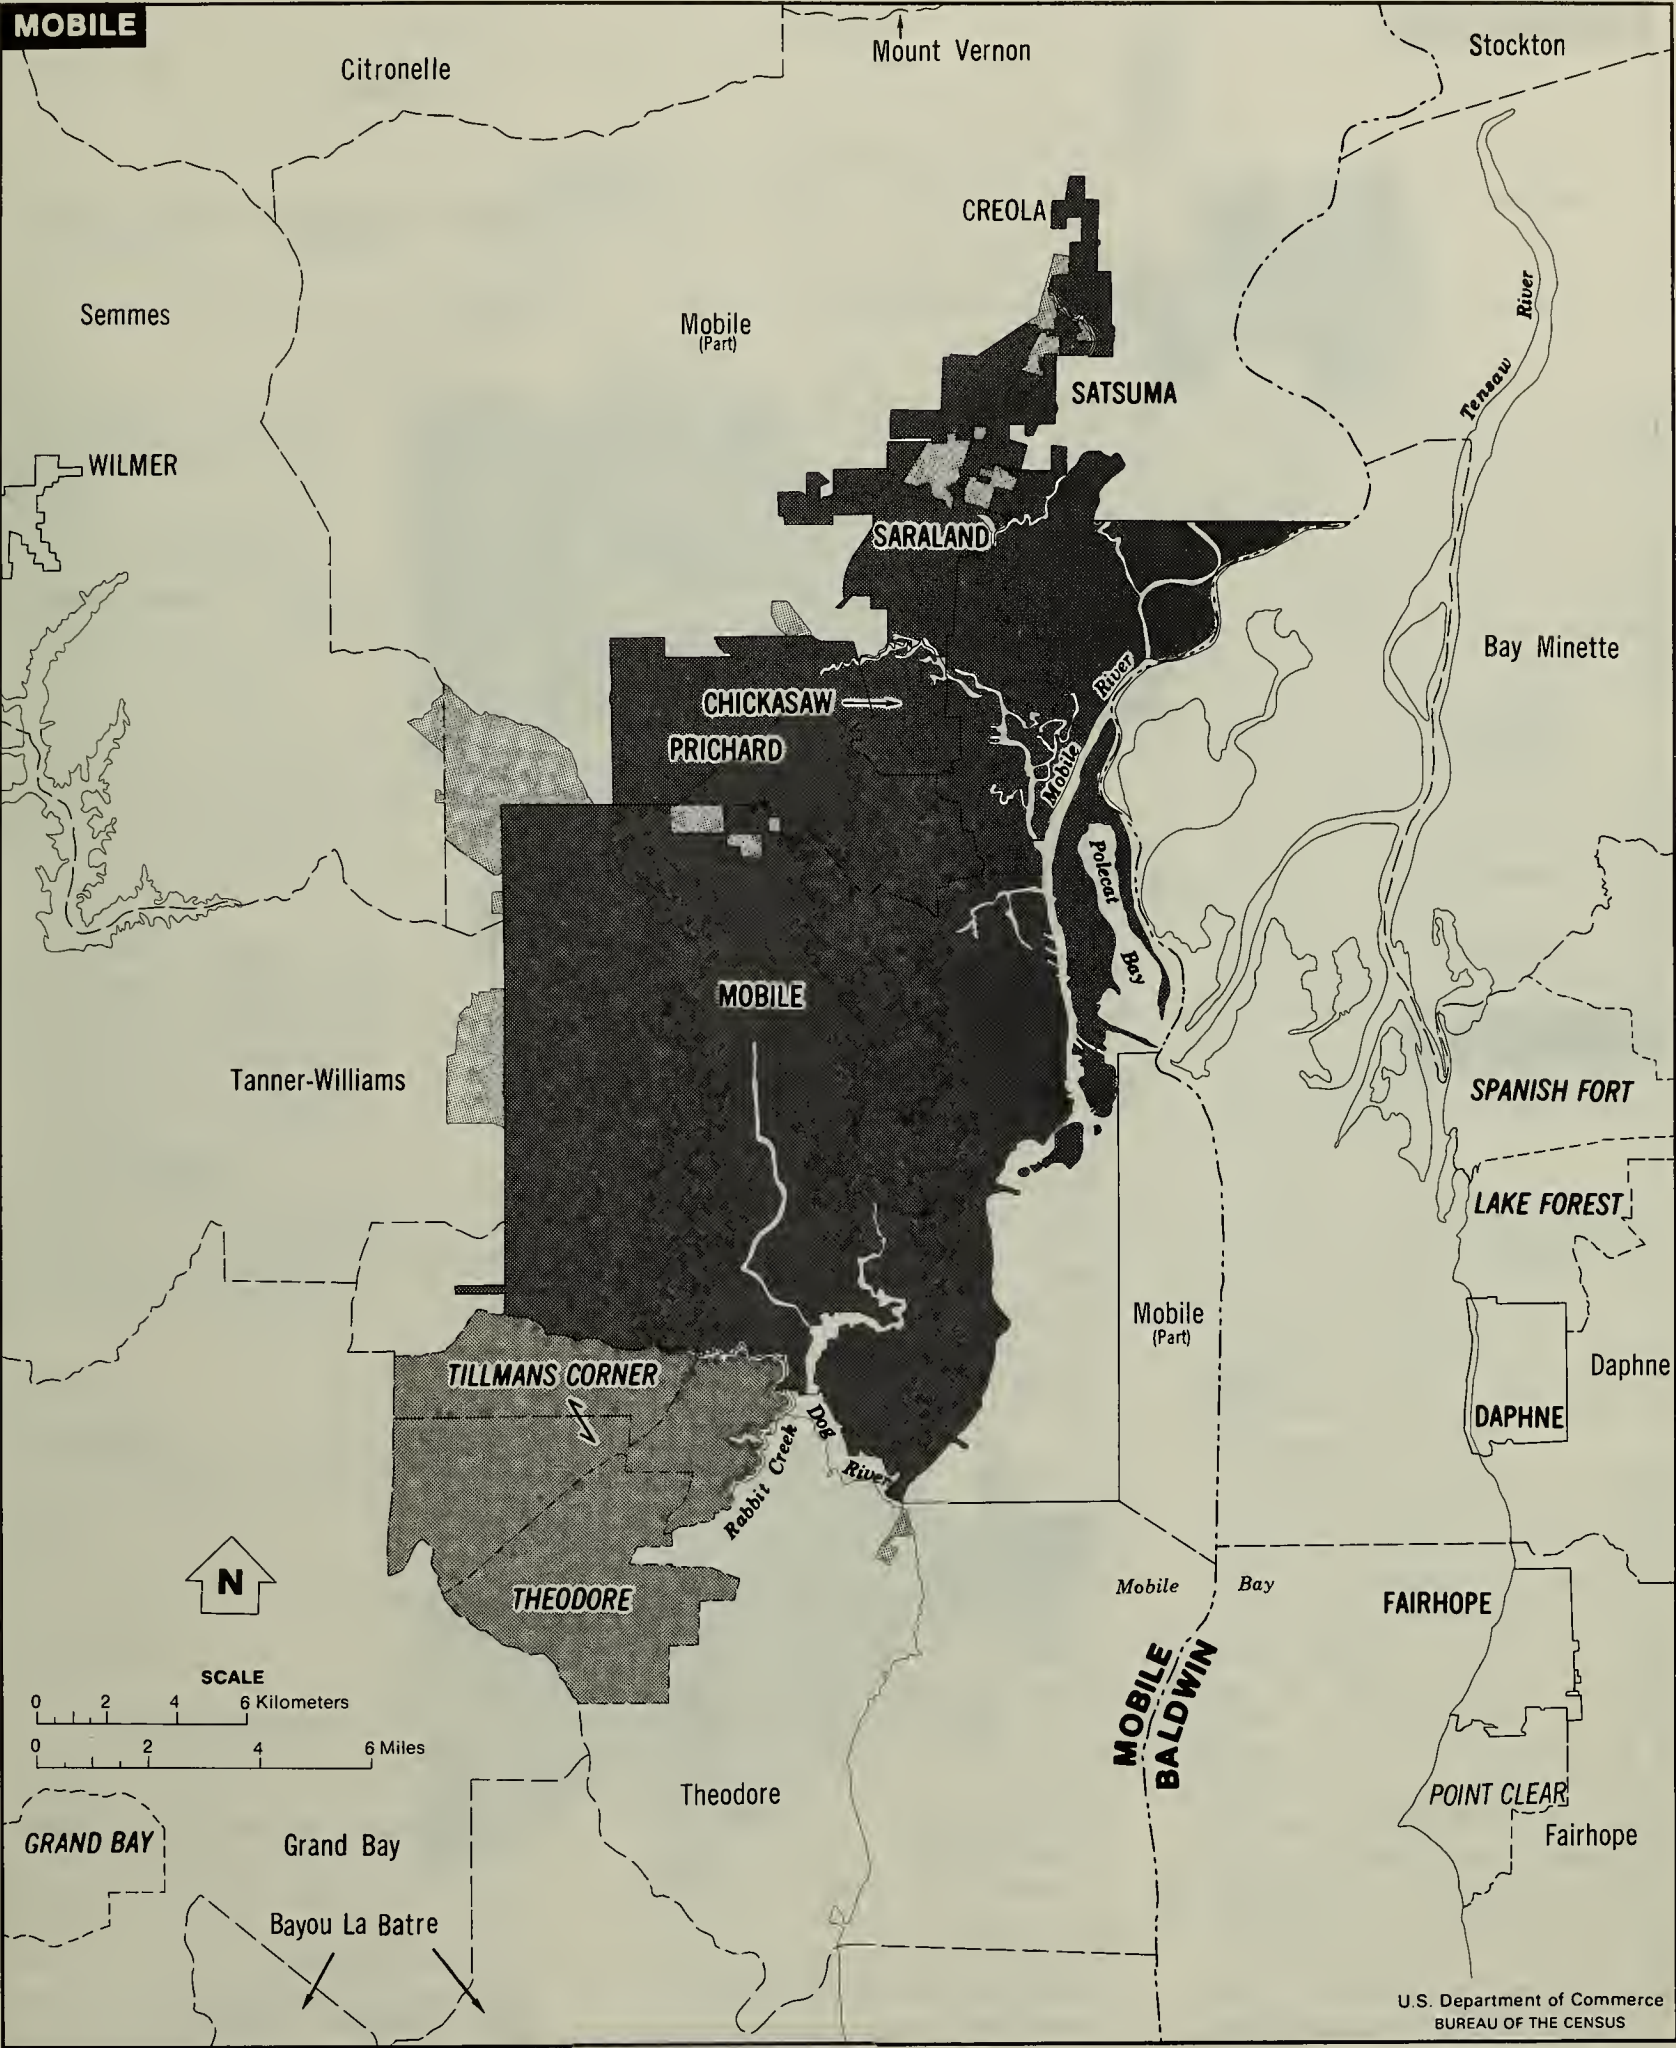 MOBILE
Citronelle
Mount Vernon
Stockton
CREOLA
Semmes
Mobile
(Part)
Tensaw River
SATSUMA
WILMER
SARALAND
Bay Minette
CHICKASAW
Mobile River
PRICHARD
Polecat Bay
MOBILE
Tanner-Williams
SPANISH FORT
LAKE FOREST
Mobile
(Part)
Daphne
TILLMANS CORNER
DAPHNE
Dog River
Rabbit Creek
N
THEODORE
Mobile Bay
FAIRHOPE
MOBILE
BALDWIN
SCALE
0 2 4 6 Kilometers
0 2 4 6 Miles
Theodore
POINT CLEAR
GRAND BAY
Grand Bay
Fairhope
Bayou La Batre
U.S. Department of Commerce
BUREAU OF THE CENSUS